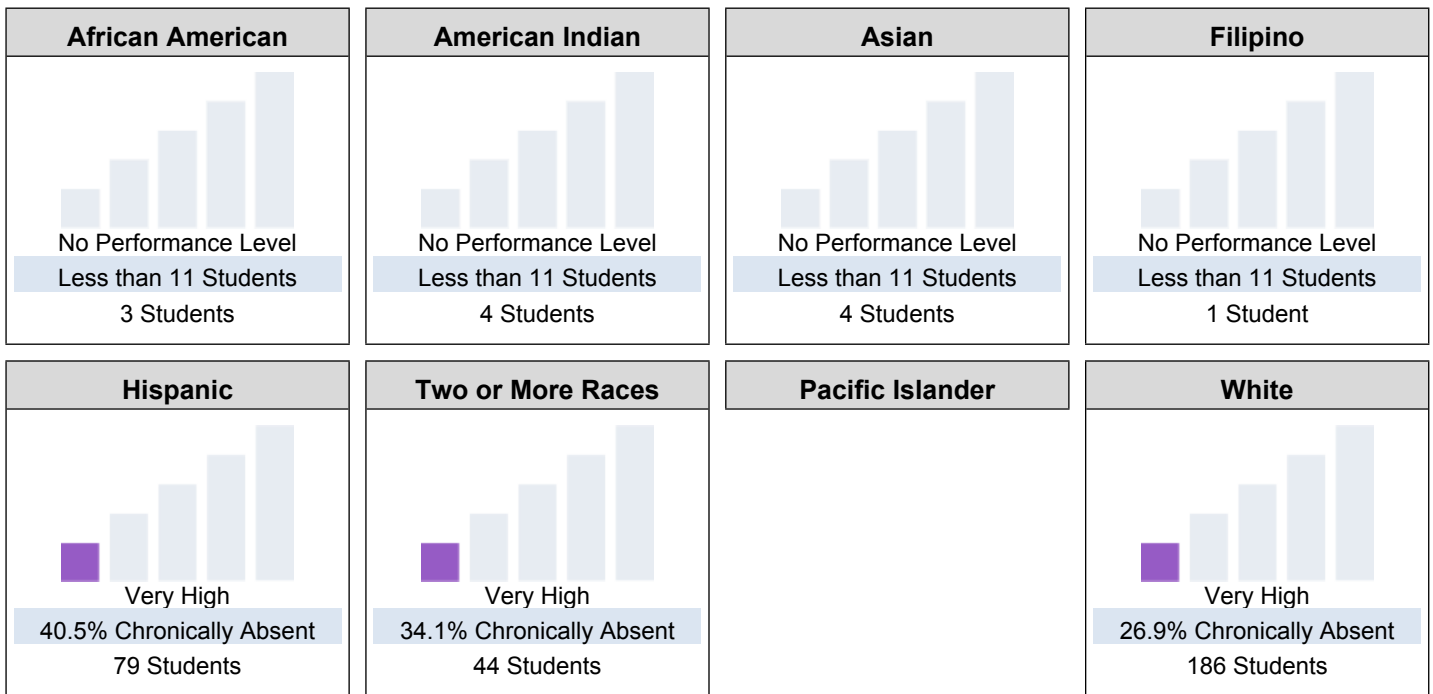 African American
No Performance Level
Less than 11 Students
3 Students
American Indian
No Performance Level
Less than 11 Students
4 Students
Asian
No Performance Level
Less than 11 Students
4 Students
Filipino
No Performance Level
Less than 11 Students
1 Student
Hispanic
Very High
40.5% Chronically Absent
79 Students
Two or More Races
Very High
34.1% Chronically Absent
44 Students
Pacific Islander
White
Very High
26.9% Chronically Absent
186 Students